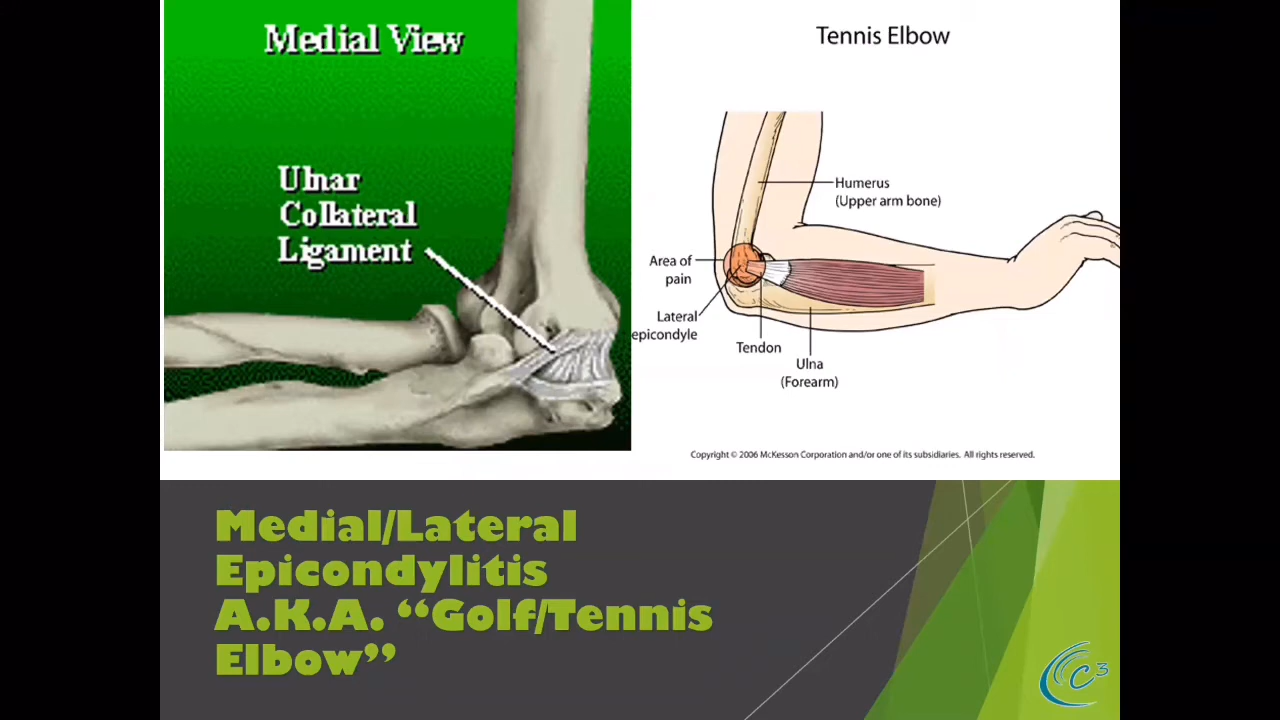 Medial View
Ulnar
Collateral
Ligament
Tennis Elbow
Humerus
(Upper arm bone)
Area of
pain
Lateral
epicondyle
Tendon
Ulna
(Forearm)
Copyright © 2006 McKesson Corporation and/or one of its subsidiaries. All rights reserved.
Medial/Lateral
Epicondylitis
A.K.A. “Golf/Tennis
Elbow”
C3